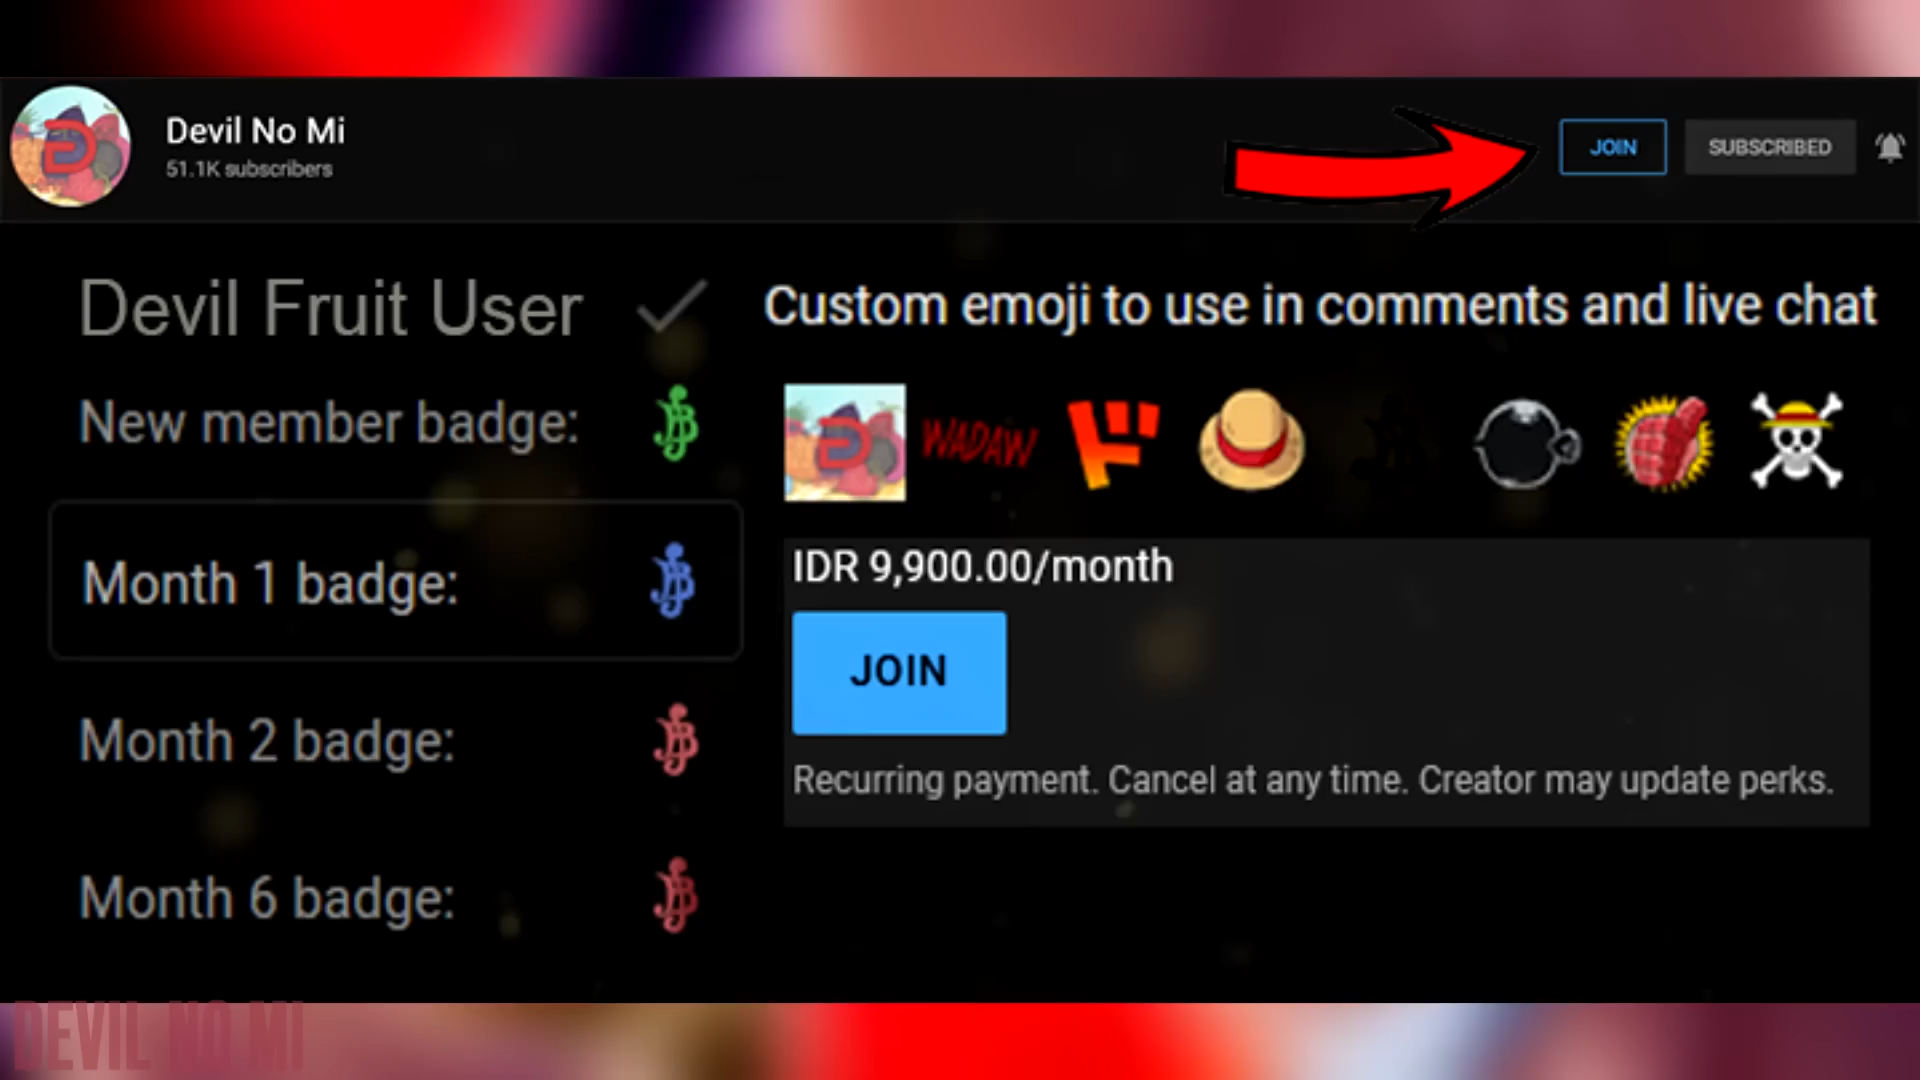 Devil No Mi
51.1K subscribers
JOIN
SUBSCRIBED
Devil Fruit User
Custom emoji to use in comments and live chat
New member badge:
WADAW
ド
Month 1 badge:
IDR 9,900.00/month
JOIN
Month 2 badge:
Recurring payment. Cancel at any time. Creator may update perks.
Month 6 badge:
DEVIL NO MI